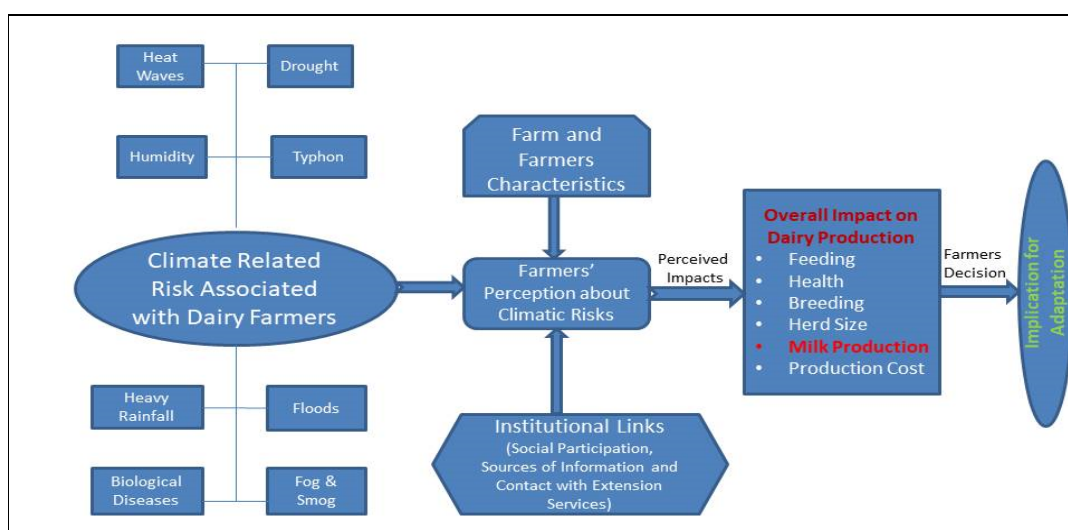 Heat
Waves
Drought
Humidity
Typhon
Climate Related
Risk Associated
with Dairy Farmers
Heavy
Rainfall
Floods
Biological
Diseases
Fog &
Smog
Farm and
Farmers
Characteristics
Farmers’
Perception about
Climatic Risks
Institutional Links
(Social Participation,
Sources of Information and
Contact with Extension
Services)
Perceived
Impacts
Overall Impact on
Dairy Production
• Feeding
• Health
• Breeding
• Herd Size
• Milk Production
• Production Cost
Farmers
Decision
Implication for
Adaptation